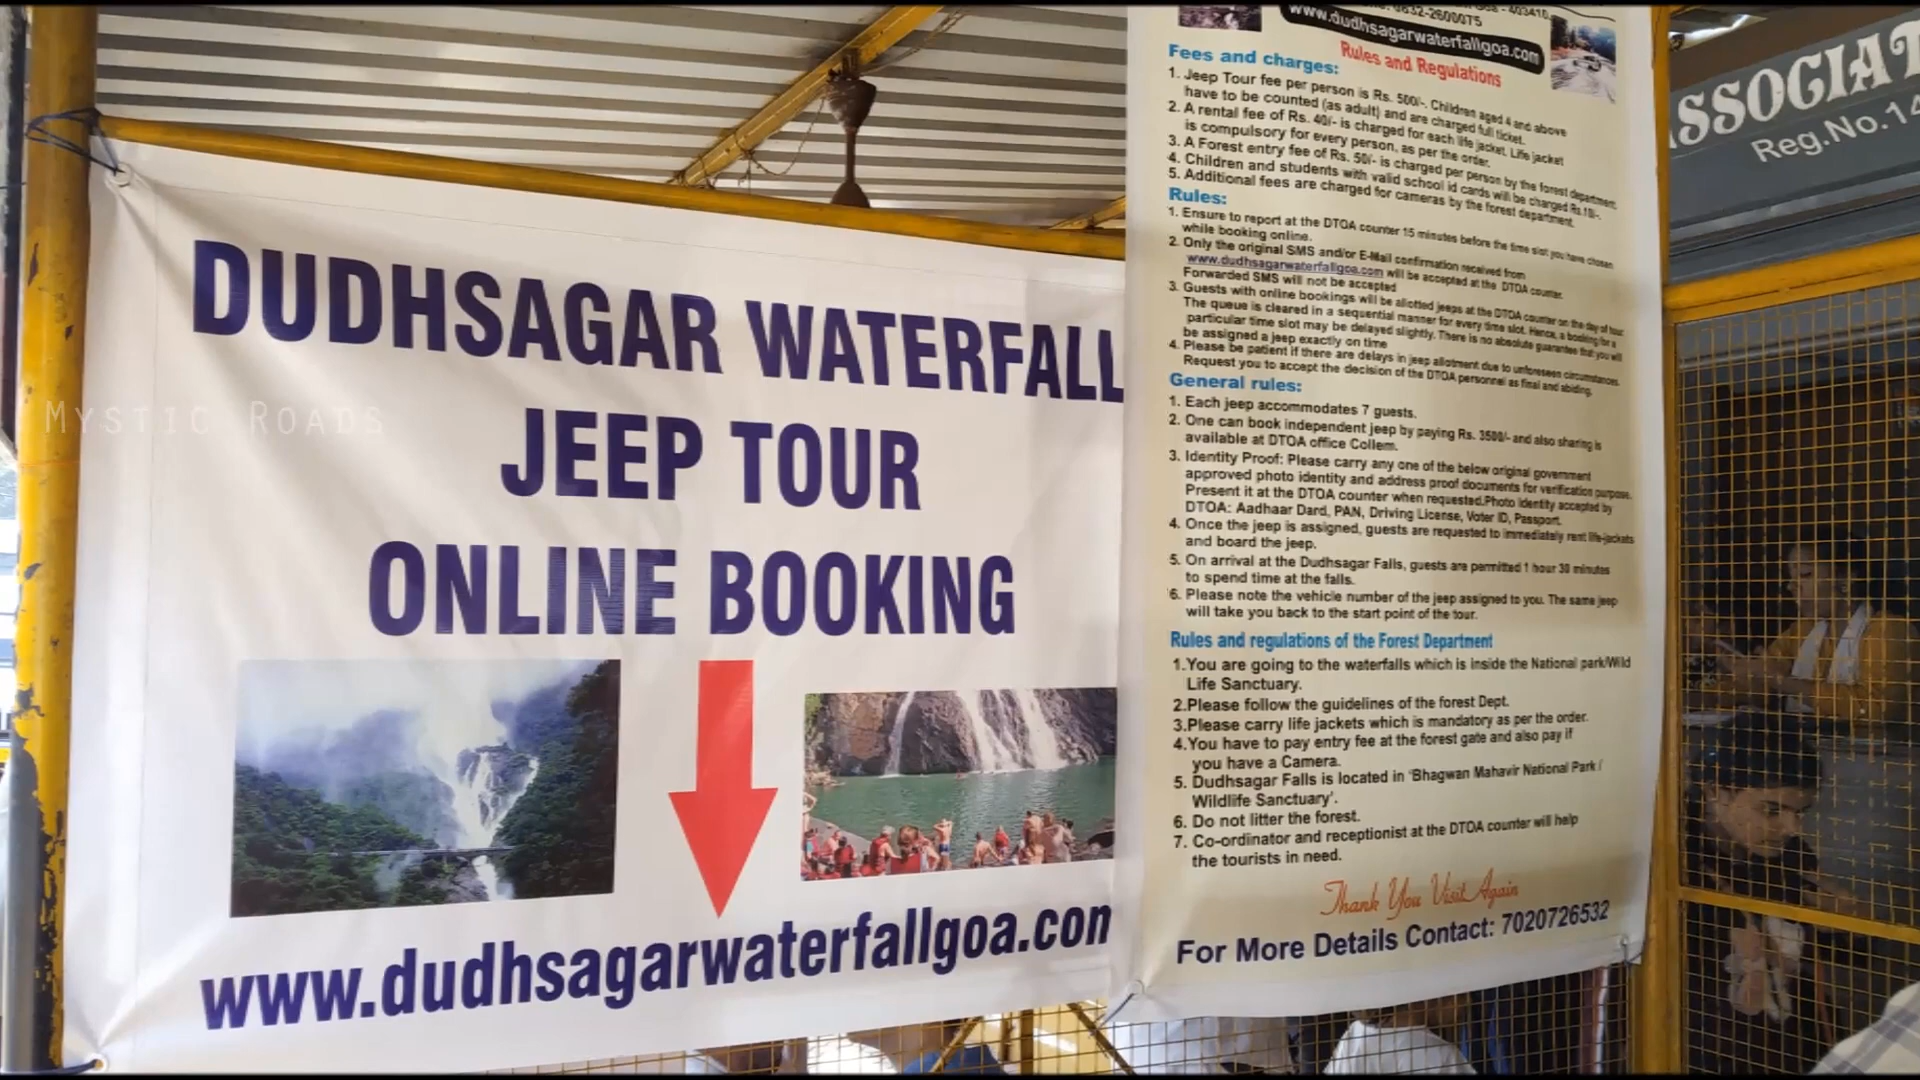 DUDHSAGAR WATERFALL
JEEP TOUR
ONLINE BOOKING
www.dudhsagarwaterfallgoa.com
Mystic Roads
403410
0832-2600075
www.dudhsagarwaterfallgoa.com
Rules and Regulations
Fees and charges:
1. Jeep Tour fee per person is Rs. 500/-. Children aged 4 and above
have to be counted (as adult) and are charged full ticket.
2. A rental fee of Rs. 40/- is charged for each life jacket. Life jacket
is compulsory for every person, as per the order.
3. A Forest entry fee of Rs. 50/- is charged per person by the forest department.
4. Children and students with valid school id cards will be charged Rs.10/-.
5. Additional fees are charged for cameras by the forest department.
Rules:
1. Ensure to report at the DTOA counter 15 minutes before the time slot you have chosen
while booking online.
2. Only the original SMS and/or E-Mail confirmation received from
www.dudhsagarwaterfallgoa.com will be accepted at the DTOA counter.
Forwarded SMS will not be accepted
3. Guests with online bookings will be allotted jeeps at the DTOA counter on the day of tour
The queue is cleared in a sequential manner for every time slot. Hence, a booking for a
particular time slot may be delayed slightly. There is no absolute guarantee that you will
be assigned a jeep exactly on time
4. Please be patient if there are delays in jeep allotment due to unforeseen circumstances.
Request you to accept the decision of the DTOA personnel as final and abiding.
General rules:
1. Each jeep accommodates 7 guests.
2. One can book independent jeep by paying Rs. 3500/- and also sharing is
available at DTOA office Collem.
3. Identity Proof: Please carry any one of the below original government
approved photo identity and address proof documents for verification purpose.
Present it at the DTOA counter when requested.Photo Identity accepted by
DTOA: Aadhaar Dard, PAN, Driving License, Voter ID, Passport.
4. Once the jeep is assigned, guests are requested to immediately rent life-jackets
and board the jeep.
5. On arrival at the Dudhsagar Falls, guests are permitted 1 hour 30 minutes
to spend time at the falls.
6. Please note the vehicle number of the jeep assigned to you. The same jeep
will take you back to the start point of the tour.
Rules and regulations of the Forest Department
1.You are going to the waterfalls which is inside the National park/Wild
Life Sanctuary.
2.Please follow the guidelines of the forest Dept.
3.Please carry life jackets which is mandatory as per the order.
4.You have to pay entry fee at the forest gate and also pay if
you have a Camera.
5. Dudhsagar Falls is located in 'Bhagwan Mahavir National Park /
Wildlife Sanctuary'.
6. Do not litter the forest.
7. Co-ordinator and receptionist at the DTOA counter will help
the tourists in need.
Thank You Visit Again
For More Details Contact: 7020726532
SSOCIAT
Reg.No.14